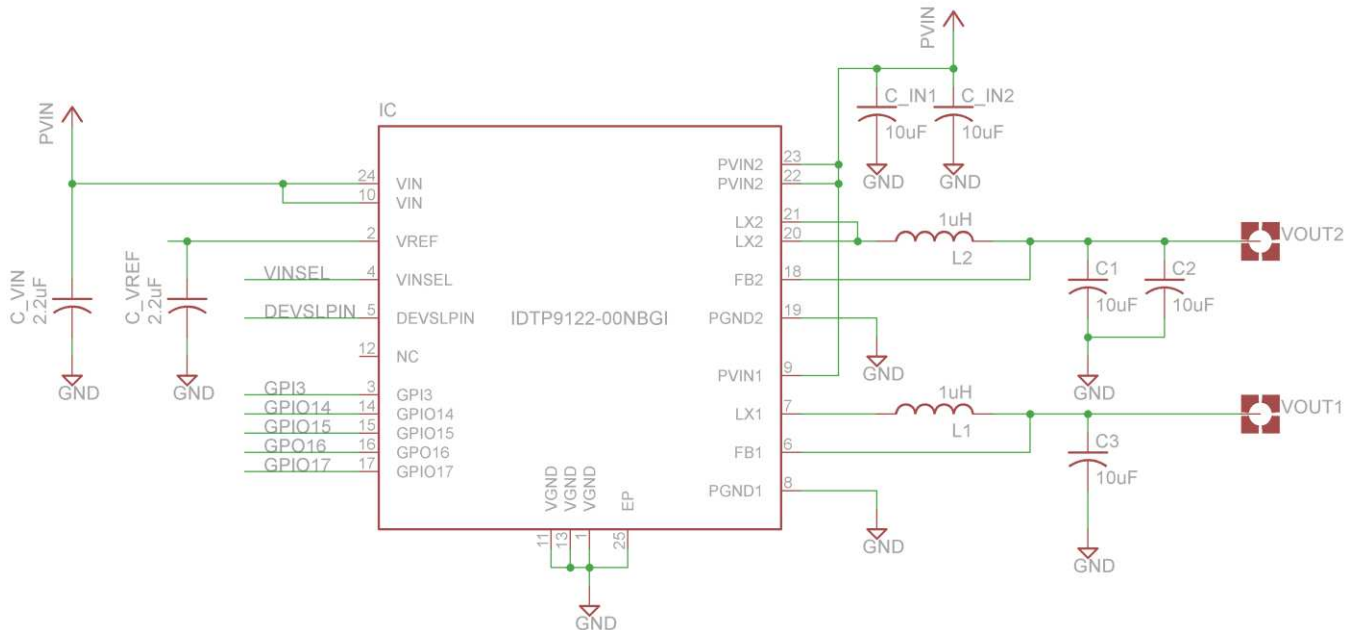 PVIN
C_IN1
10uF
C_IN2
10uF
GND
GND
IC
PVIN
24 VIN
10 VIN
2 VREF
VINSEL 4 VINSEL
DEVSLPIN 5 DEVSLPIN
12 NC
GPI3 3 GPI3
GPIO14 14 GPIO14
GPIO15 15 GPIO15
GPO16 16 GPO16
GPIO17 17 GPIO17
C_VIN
2.2uF
GND
C_VREF
2.2uF
GND
IDTP9122-00NBGI
PVIN2 23
PVIN2 22
LX2 21
LX2 20
FB2 18
PGND2 19
PVIN1 9
LX1 7
FB1 6
PGND1 8
VGND 11
VGND 13
VGND 1
EP 25
GND
1uH
L2
VOUT2
C1
10uF
C2
10uF
GND
GND
1uH
L1
VOUT1
C3
10uF
GND
GND